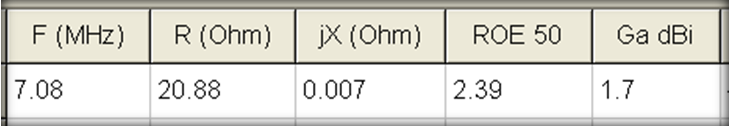 F (MHz) R (Ohm) jX (Ohm) ROE 50 Ga dBi
7.08 20.88 0.007 2.39 1.7